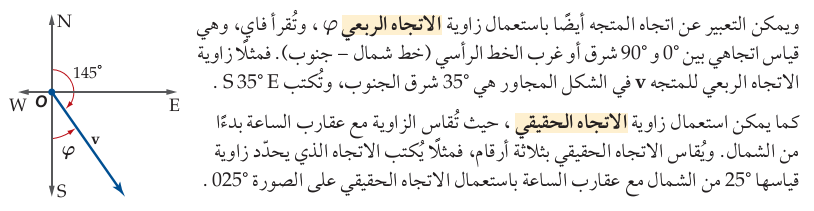 ويمكن التعبير عن اتجاه المتجه أيضًا باستعمال زاوية الاتجاه الربعي φ ، وتُقرأ فاي، وهي
قياس اتجاهي بين 0° و 90° شرق أو غرب الخط الرأسي (خط شمال – جنوب). فمثلًا زاوية
الاتجاه الربعي للمتجه v في الشكل المجاور هي 35° شرق الجنوب، وتُكتب S 35° E .
كما يمكن استعمال زاوية الاتجاه الحقيقي ، حيث تُقاس الزاوية مع عقارب الساعة بدءًا
من الشمال. ويُقاس الاتجاه الحقيقي بثلاثة أرقام، فمثلًا يُكتب الاتجاه الذي يحدّد زاوية
قياسها 25° من الشمال مع عقارب الساعة باستعمال الاتجاه الحقيقي على الصورة 025° .
N
145°
W
O
E
v
φ
S